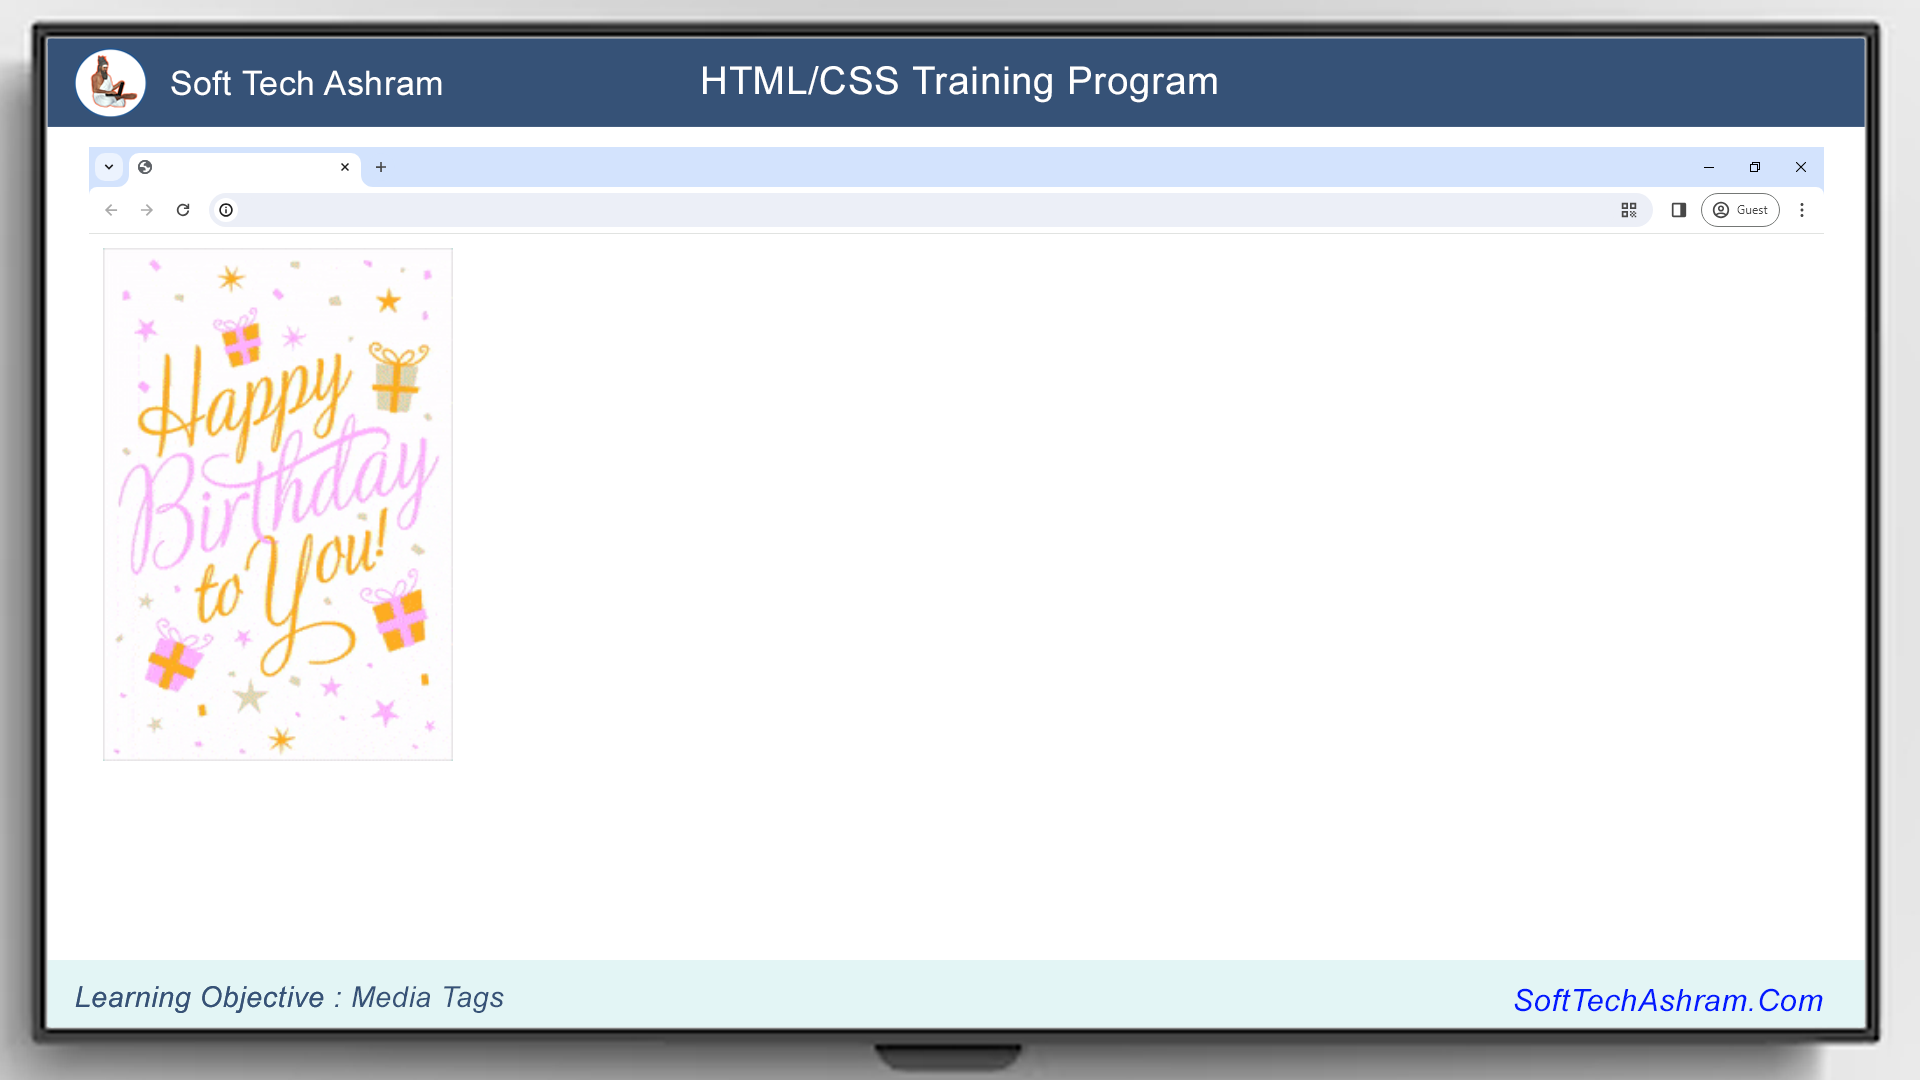 Soft Tech Ashram
HTML/CSS Training Program
Guest
Happy
Birthday
to You!
Learning Objective : Media Tags
SoftTechAshram.Com